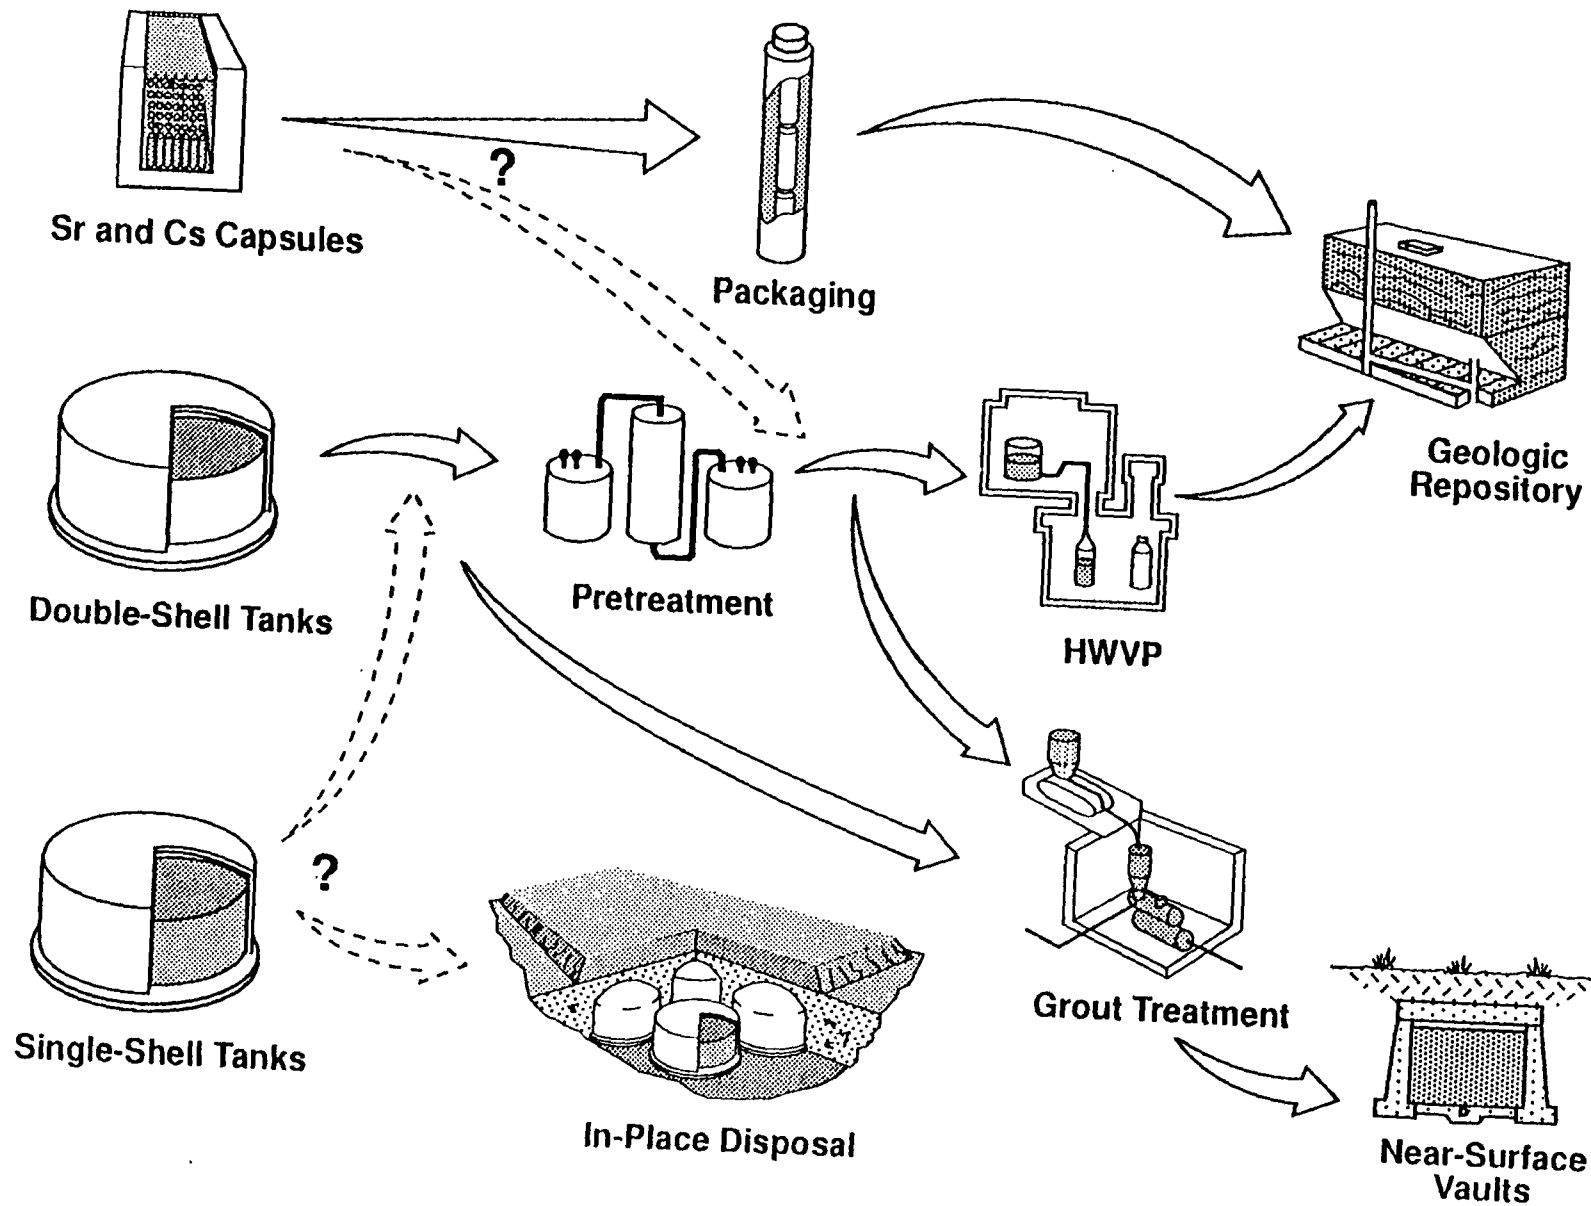 ?
Sr and Cs Capsules
Packaging
Geologic
Repository
Double-Shell Tanks
Pretreatment
HWVP
?
Single-Shell Tanks
Grout Treatment
In-Place Disposal
Near-Surface
Vaults